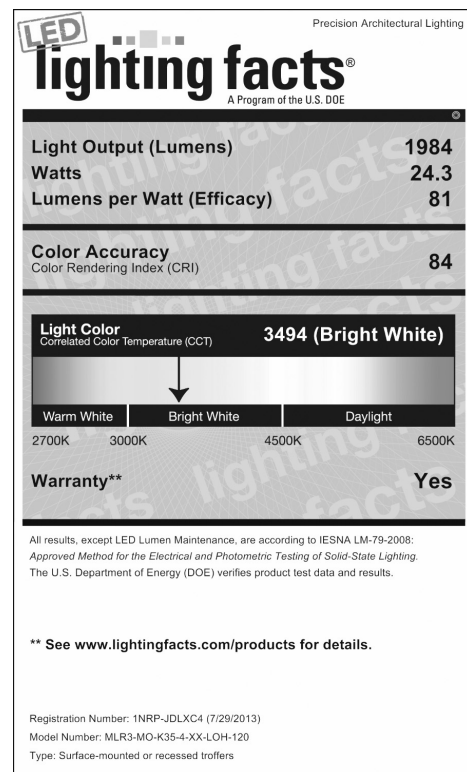 Precision Architectural Lighting
LED
lighting facts®
A Program of the U.S. DOE
Light Output (Lumens) 1984
Watts 24.3
Lumens per Watt (Efficacy) 81
Color Accuracy
Color Rendering Index (CRI) 84
Light Color
Correlated Color Temperature (CCT) 3494 (Bright White)
Warm White Bright White Daylight
2700K 3000K 4500K 6500K
Warranty** Yes
All results, except LED Lumen Maintenance, are according to IESNA LM-79-2008:
Approved Method for the Electrical and Photometric Testing of Solid-State Lighting.
The U.S. Department of Energy (DOE) verifies product test data and results.
** See www.lightingfacts.com/products for details.
Registration Number: 1NRP-JDLXC4 (7/29/2013)
Model Number: MLR3-MO-K35-4-XX-LOH-120
Type: Surface-mounted or recessed troffers